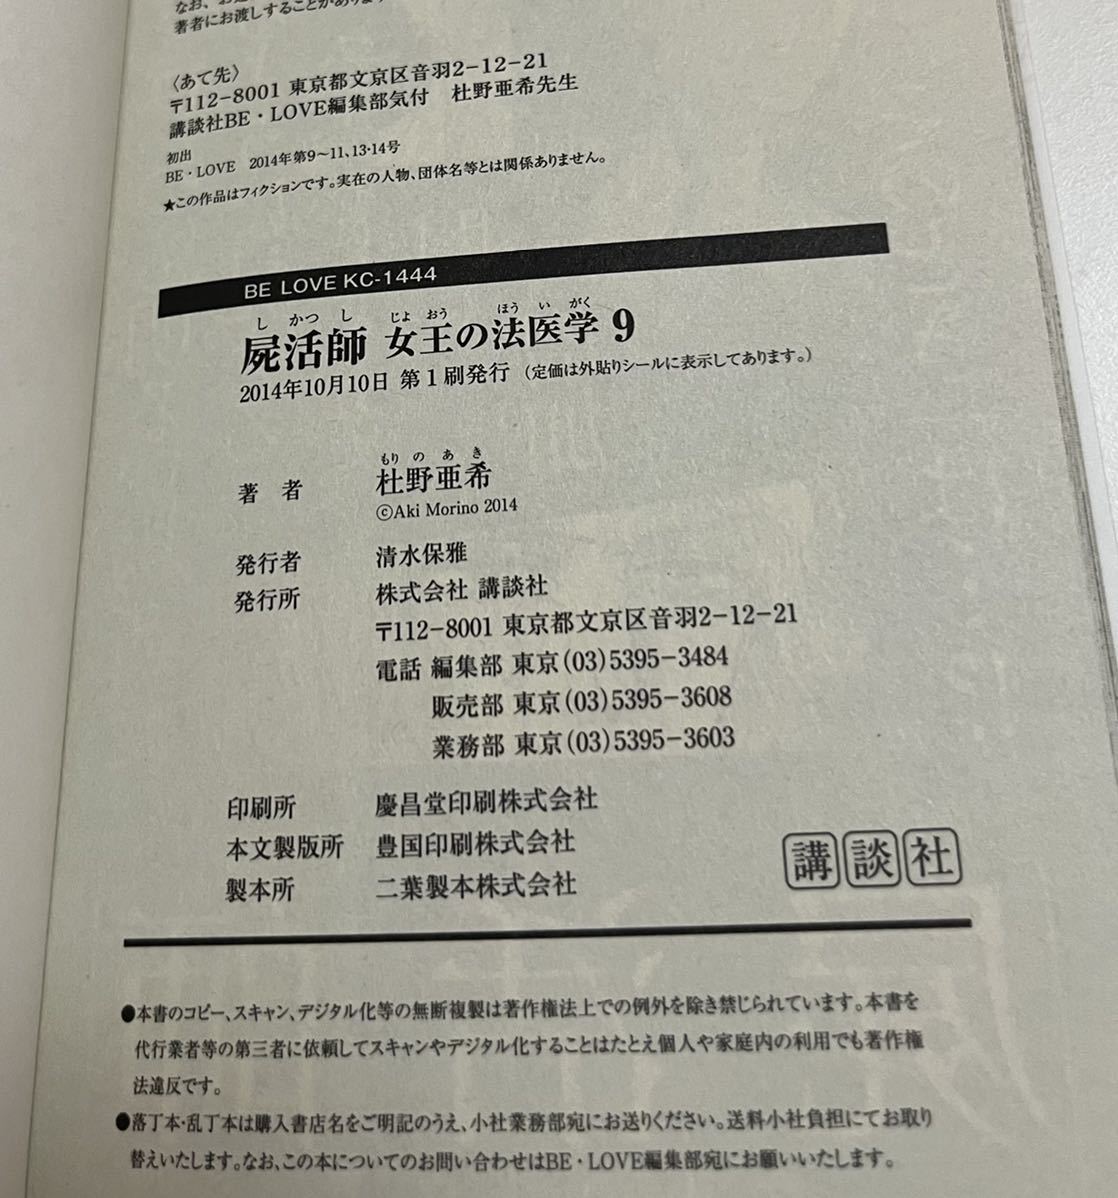 著者にお渡しすることがあります
〈あて先〉
〒112-8001 東京都文京区音羽2-12-21
講談社BE・LOVE編集部気付 杜野亜希先生
初出
BE・LOVE 2014年第9～11、13・14号
★この作品はフィクションです。実在の人物、団体名等とは関係ありません。
BE LOVE KC-1444
し かつ し じょ おう ほう い がく
屍活師 女王の法医学 9
2014年10月10日 第1刷発行 (定価は外貼りシールに表示してあります。)
もり の あ き
著 者 杜野亜希
©Aki Morino 2014
発行者 清水保雅
発行所 株式会社 講談社
〒112-8001 東京都文京区音羽2-12-21
電話 編集部 東京(03)5395-3484
販売部 東京(03)5395-3608
業務部 東京(03)5395-3603
印刷所 慶昌堂印刷株式会社
本文製版所 豊国印刷株式会社
製本所 二葉製本株式会社
講談社
●本書のコピー、スキャン、デジタル化等の無断複製は著作権法上での例外を除き禁じられています。本書を
代行業者等の第三者に依頼してスキャンやデジタル化することはたとえ個人や家庭内の利用でも著作権
法違反です。
●落丁本・乱丁本は購入書店名をご明記のうえ、小社業務部宛にお送りください。送料小社負担にてお取り
替えいたします。なお、この本についてのお問い合わせはBE・LOVE編集部宛にお願いいたします。